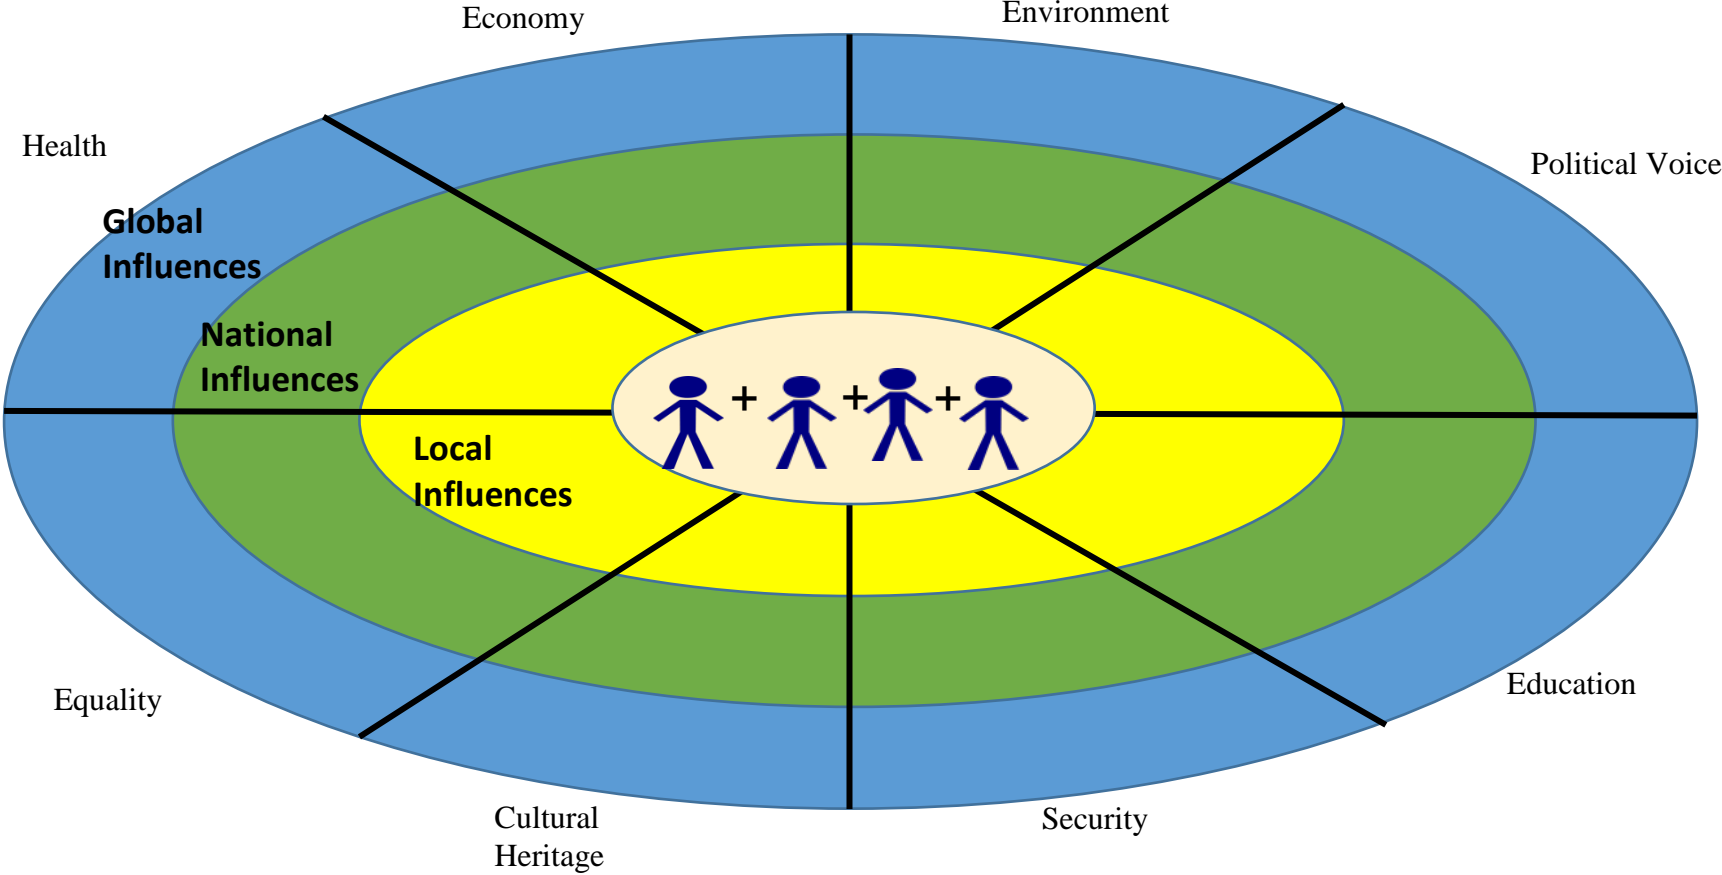 Economy
Environment
Health
Political Voice
Global
Influences
National
Influences
+ + +
Local
Influences
Equality
Education
Cultural
Heritage
Security